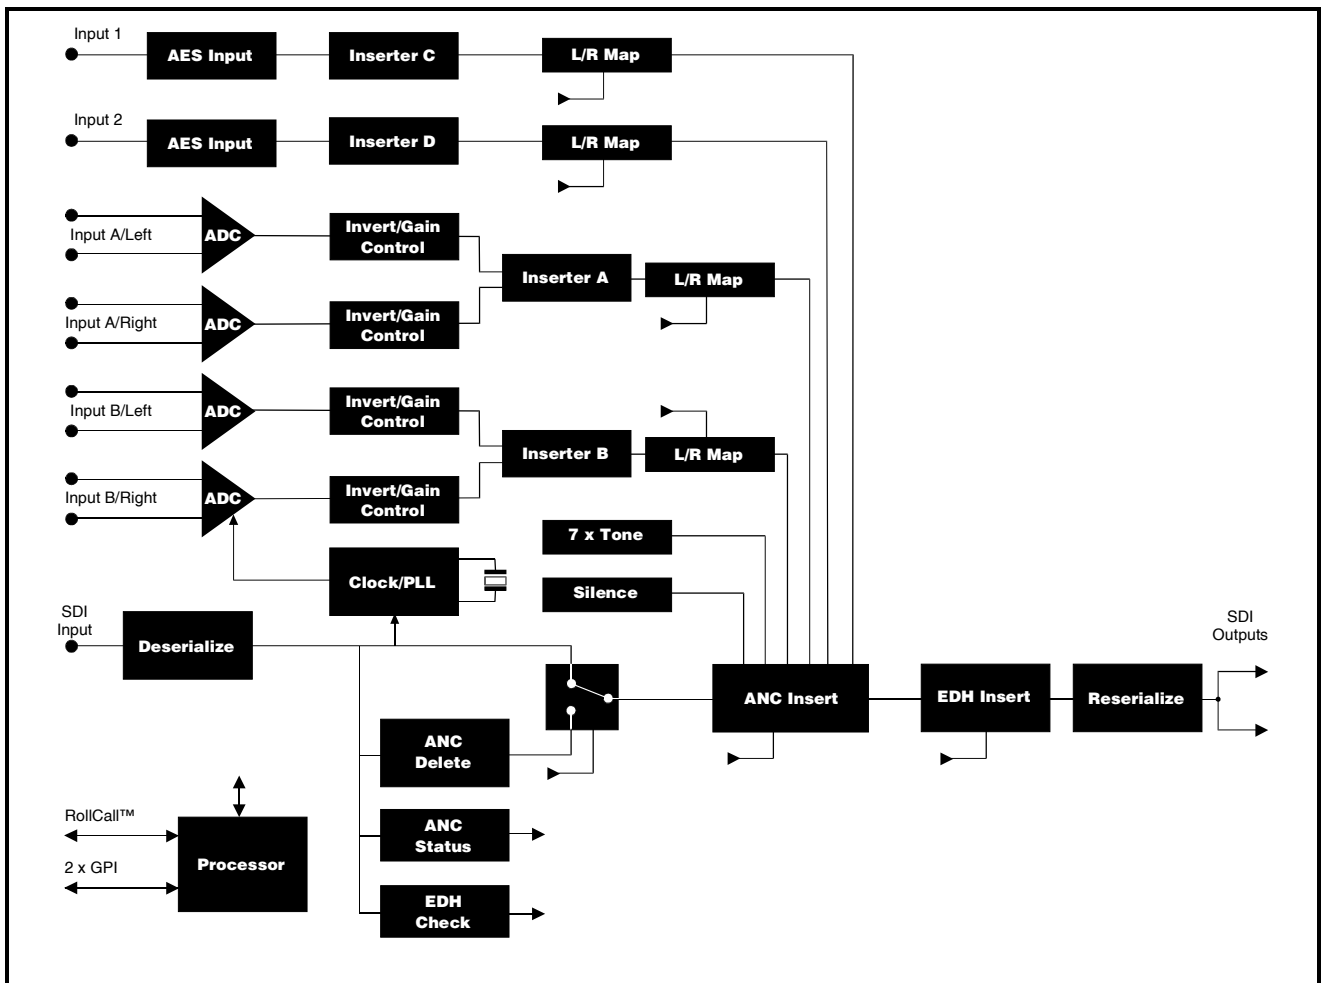 Input 1
AES Input
Inserter C
L/R Map
Input 2
AES Input
Inserter D
L/R Map
Input A/Left
ADC
Invert/Gain
Control
Inserter A
L/R Map
Input A/Right
ADC
Invert/Gain
Control
Input B/Left
ADC
Invert/Gain
Control
Inserter B
L/R Map
Input B/Right
ADC
Invert/Gain
Control
7 x Tone
Clock/PLL
Silence
SDI
Input
Deserialize
ANC Insert
EDH Insert
Reserialize
SDI
Outputs
ANC
Delete
RollCall™
2 x GPI
Processor
ANC
Status
EDH
Check